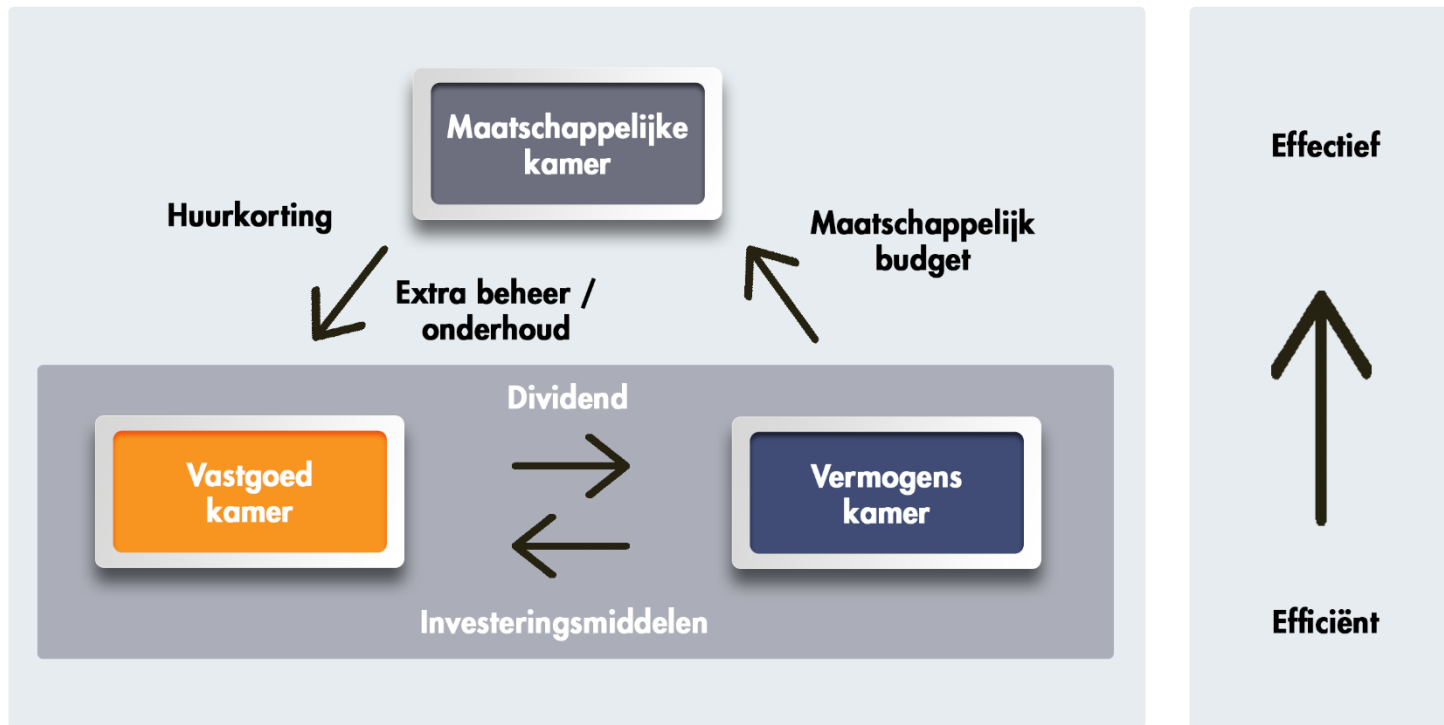 Maatschappelijke
kamer
Effectief
Huurkorting
Maatschappelijk
budget
Extra beheer /
onderhoud
Dividend
Vastgoed
kamer
Vermogens
kamer
Investeringsmiddelen
Efficiënt